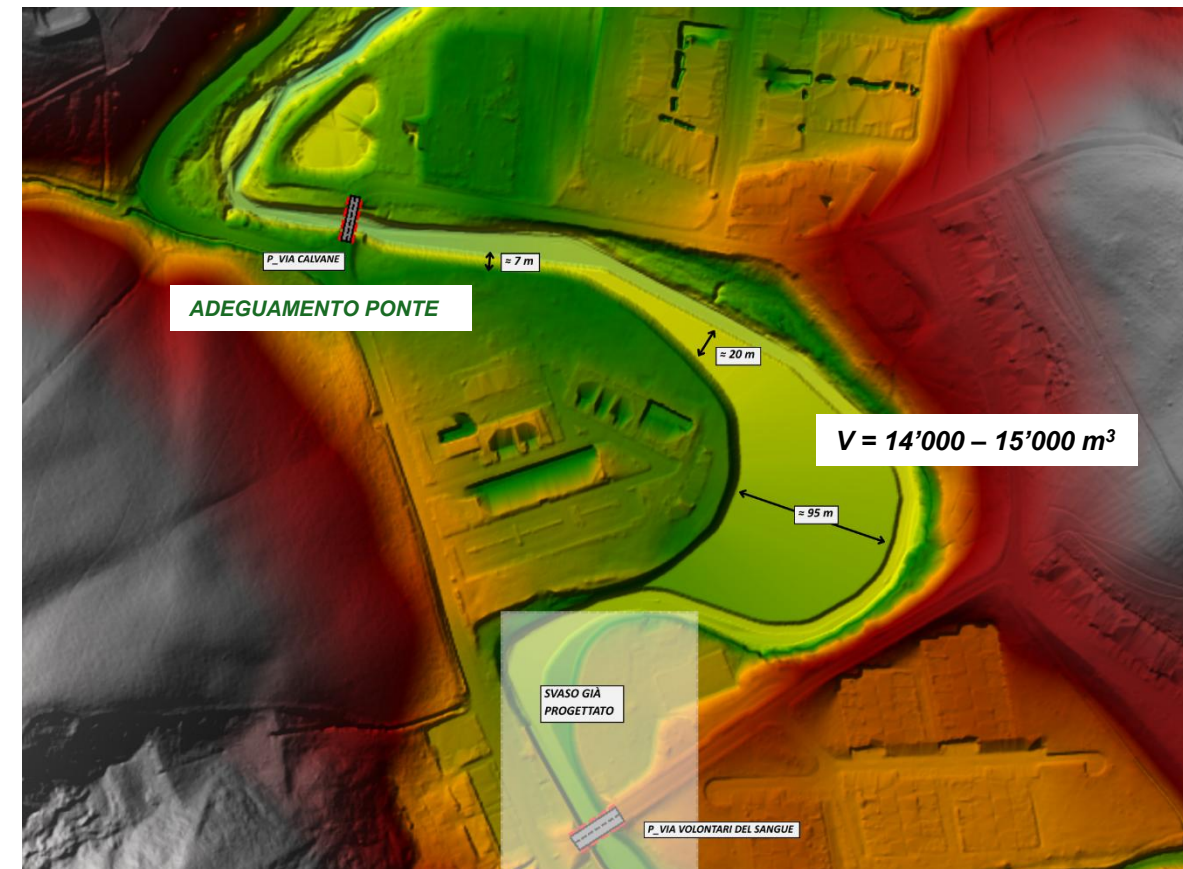 P_VIA CALVANE
≈ 7 m
ADEGUAMENTO PONTE
≈ 20 m
V = 14’000 – 15’000 m³
≈ 95 m
SVASO GIÀ
PROGETTATO
P_VIA VOLONTARI DEL SANGUE